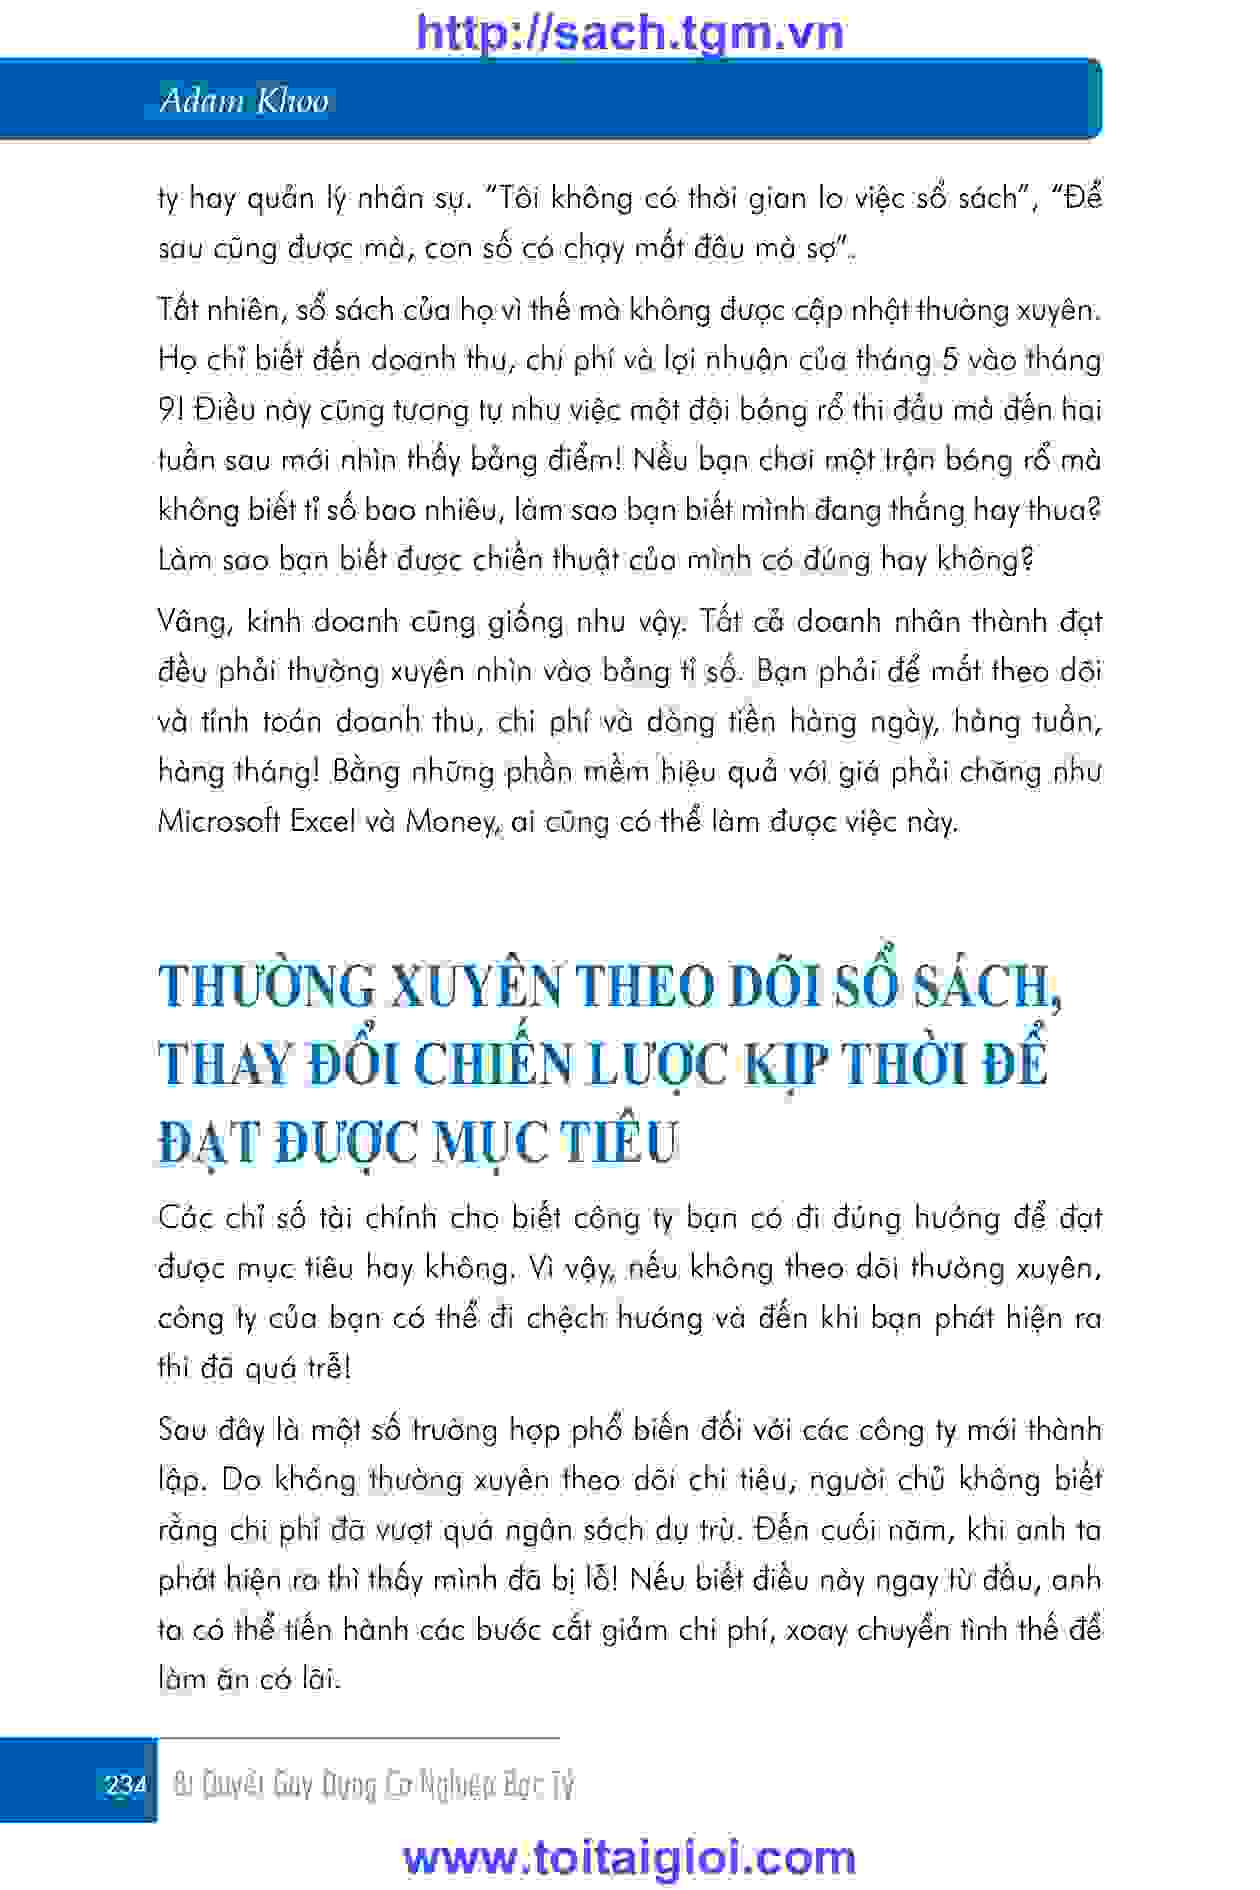 http://sach.tgm.vn
Adam Khoo
ty hay quản lý nhân sự. “Tôi không có thời gian lo việc sổ sách”, “Để
sau cũng được mà, con số có chạy mất đâu mà sợ”.
Tất nhiên, sổ sách của họ vì thế mà không được cập nhật thường xuyên.
Họ chỉ biết đến doanh thu, chi phí và lợi nhuận của tháng 5 vào tháng
9! Điều này cũng tương tự như việc một đội bóng rổ thi đấu mà đến hai
tuần sau mới nhìn thấy bảng điểm! Nếu bạn chơi một trận bóng rổ mà
không biết tỉ số bao nhiêu, làm sao bạn biết mình đang thắng hay thua?
Làm sao bạn biết được chiến thuật của mình có đúng hay không?
Vâng, kinh doanh cũng giống như vậy. Tất cả doanh nhân thành đạt
đều phải thường xuyên nhìn vào bảng tỉ số. Bạn phải để mắt theo dõi
và tính toán doanh thu, chi phí và dòng tiền hàng ngày, hàng tuần,
hàng tháng! Bằng những phần mềm hiệu quả với giá phải chăng như
Microsoft Excel và Money, ai cũng có thể làm được việc này.
THƯỜNG XUYÊN THEO DÕI SỔ SÁCH,
THAY ĐỔI CHIẾN LƯỢC KỊP THỜI ĐỂ
ĐẠT ĐƯỢC MỤC TIÊU
Các chỉ số tài chính cho biết công ty bạn có đi đúng hướng để đạt
được mục tiêu hay không. Vì vậy, nếu không theo dõi thường xuyên,
công ty của bạn có thể đi chệch hướng và đến khi bạn phát hiện ra
thì đã quá trễ!
Sau đây là một số trường hợp phổ biến đối với các công ty mới thành
lập. Do không thường xuyên theo dõi chi tiêu, người chủ không biết
rằng chi phí đã vượt quá ngân sách dự trù. Đến cuối năm, khi anh ta
phát hiện ra thì thấy mình đã bị lỗ! Nếu biết điều này ngay từ đầu, anh
ta có thể tiến hành các bước cắt giảm chi phí, xoay chuyển tình thế để
làm ăn có lãi.
234 Bí Quyết Gây Dựng Cơ Nghiệp Bạc Tỷ
www.toitaigioi.com